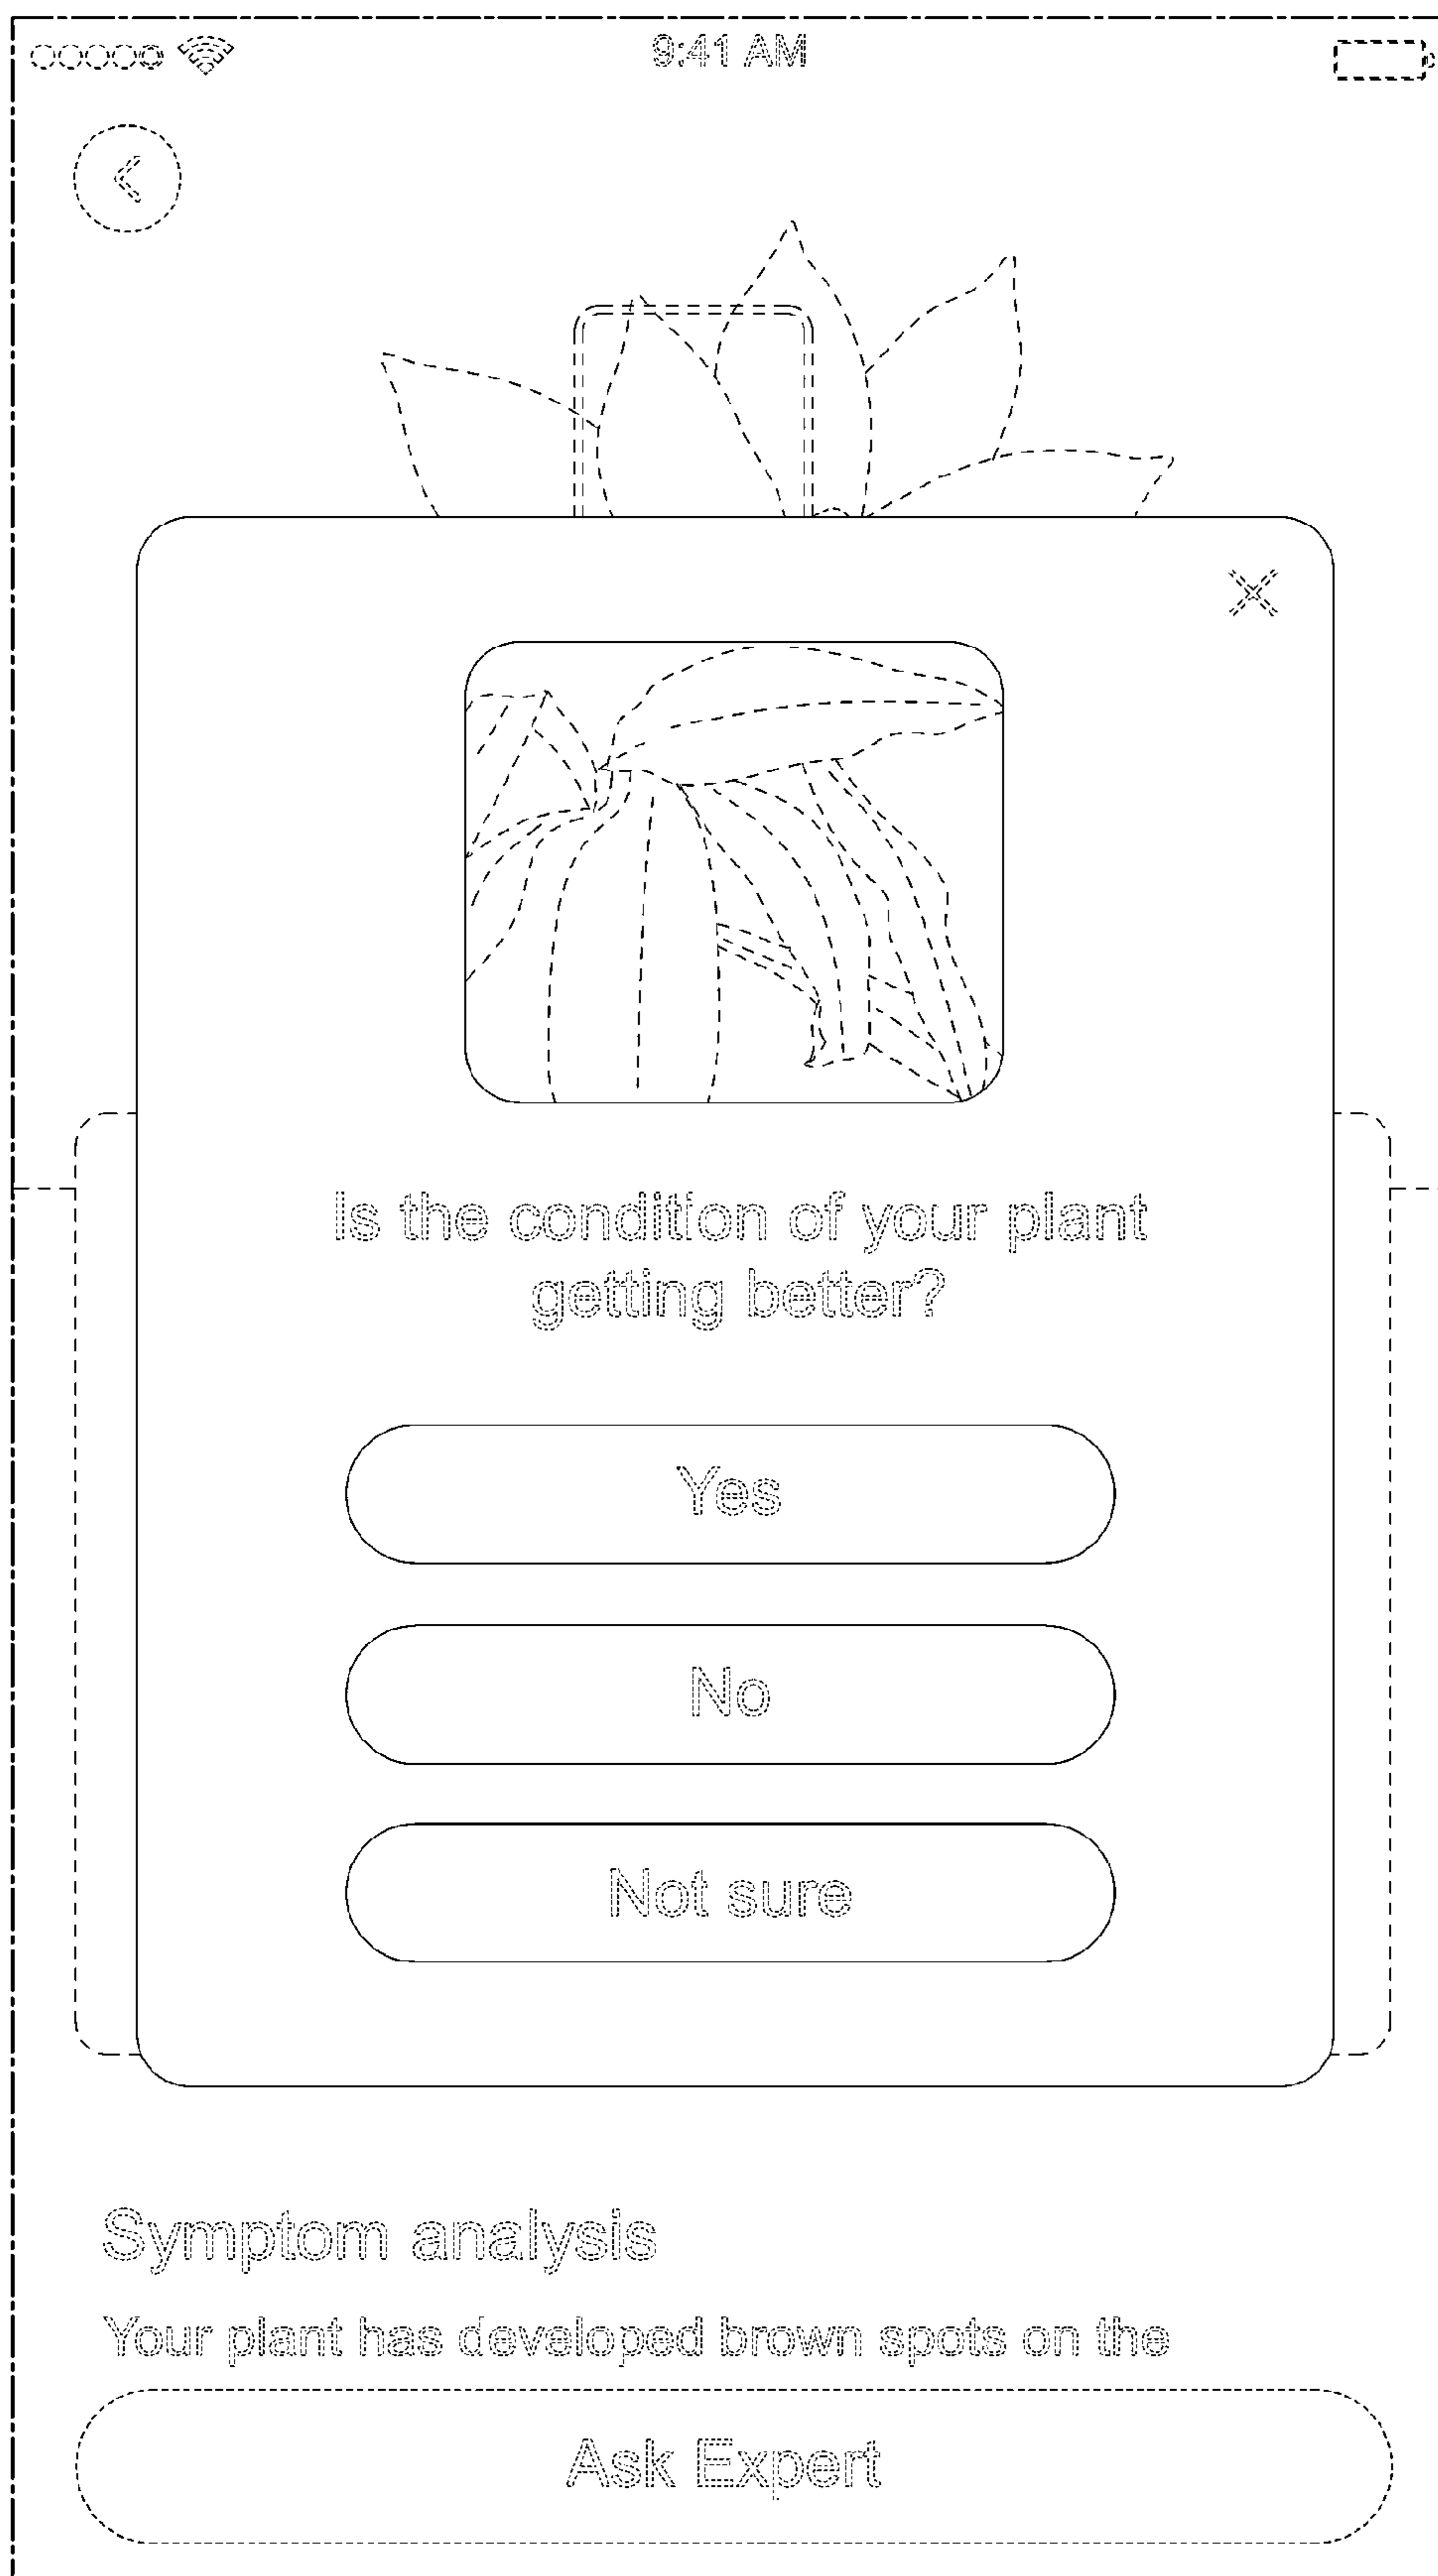 9:41 AM
Is the condition of your plant
getting better?
Yes
No
Not sure
Symptom analysis
Your plant has developed brown spots on the
Ask Expert